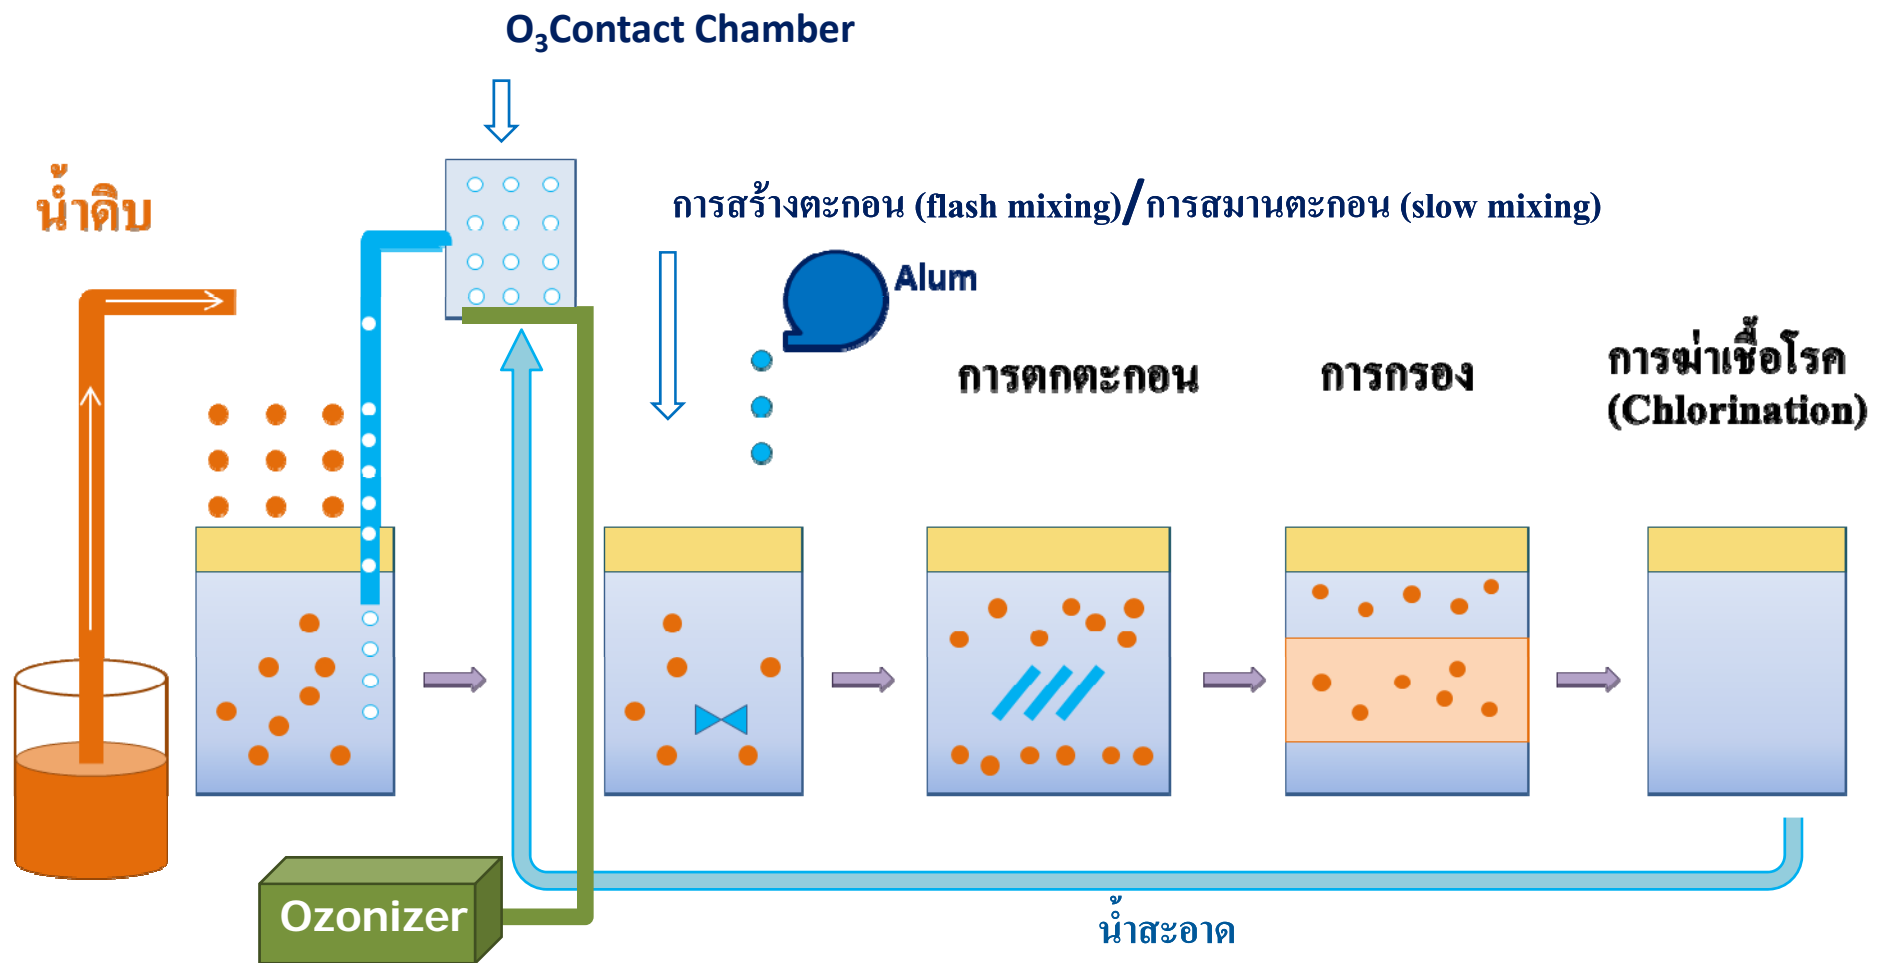 O₃Contact Chamber
น้ำดิบ
การสร้างตะกอน (flash mixing)/การสมานตะกอน (slow mixing)
Alum
การตกตะกอน
การกรอง
การฆ่าเชื้อโรค
(Chlorination)
Ozonizer
น้ำสะอาด